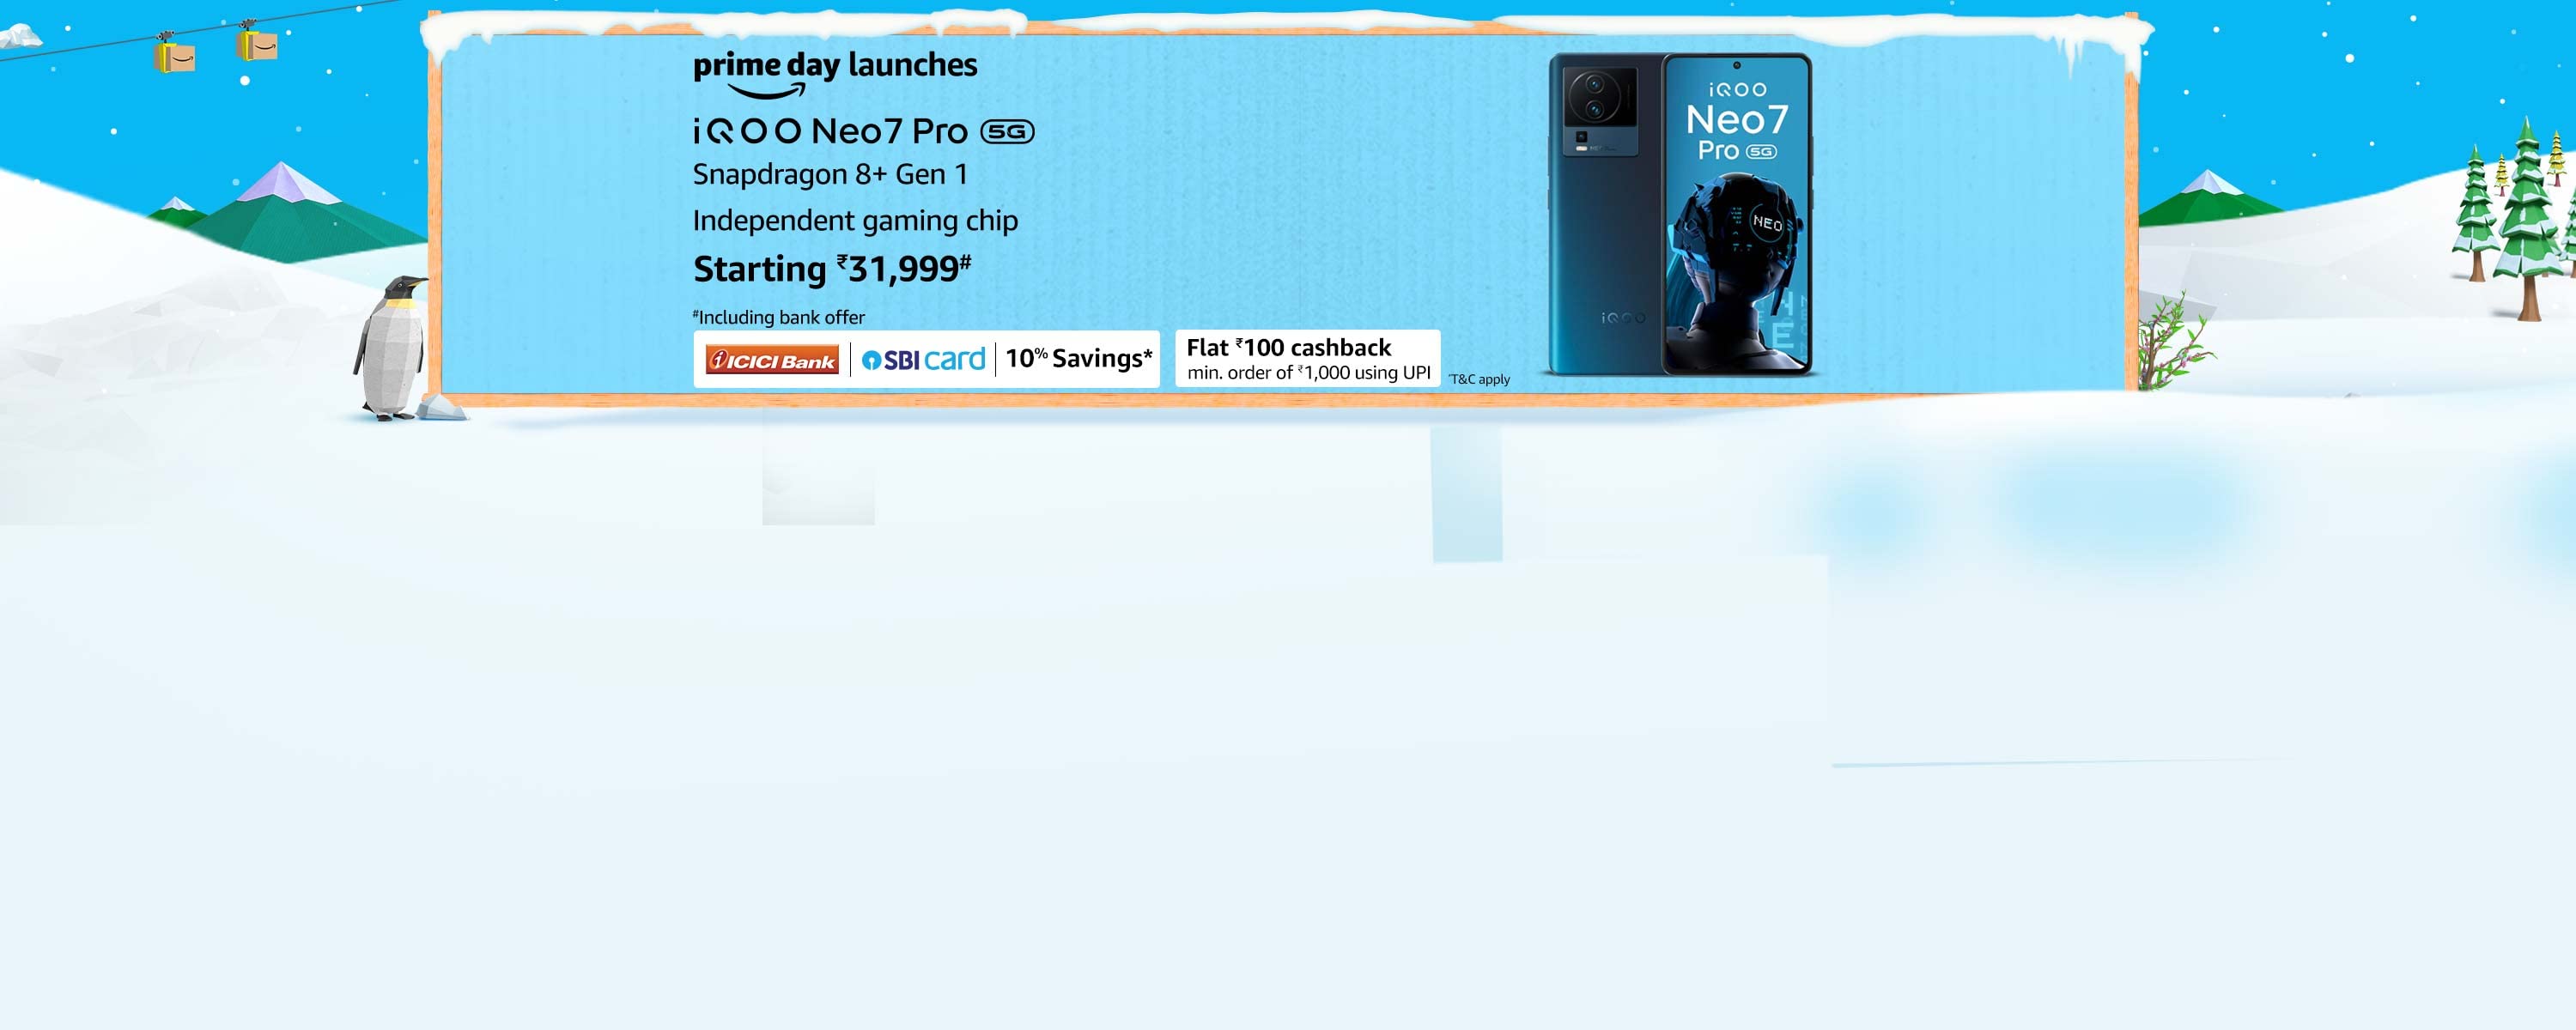 prime day launches
iQOO Neo7 Pro 5G
Snapdragon 8+ Gen 1
Independent gaming chip
Starting ₹31,999#
#Including bank offer
ICICI Bank SBI card 10% Savings*
Flat ₹100 cashback
min. order of ₹1,000 using UPI
*T&C apply
iQOO
iQOO
Neo7
Pro 5G
NEO